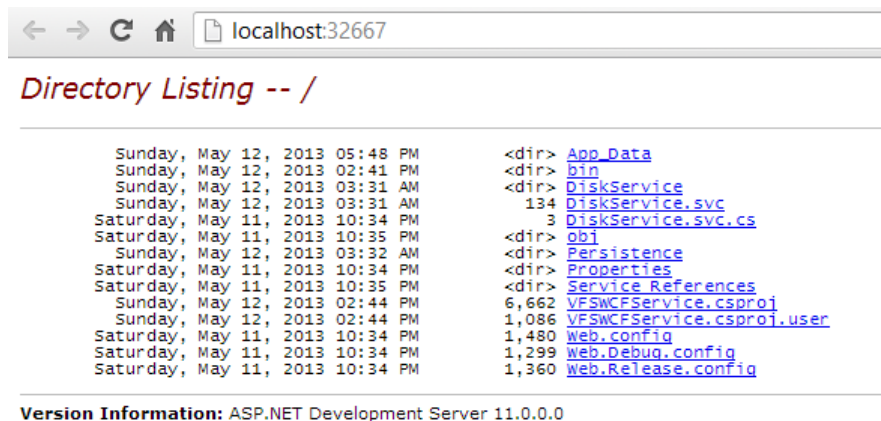 localhost:32667
Directory Listing -- /
Sunday, May 12, 2013 05:48 PM <dir> App_Data
Sunday, May 12, 2013 02:41 PM <dir> bin
Sunday, May 12, 2013 03:31 AM <dir> DiskService
Sunday, May 12, 2013 03:31 AM 134 DiskService.svc
Saturday, May 11, 2013 10:34 PM 3 DiskService.svc.cs
Saturday, May 11, 2013 10:35 PM <dir> obj
Sunday, May 12, 2013 03:32 AM <dir> Persistence
Saturday, May 11, 2013 10:34 PM <dir> Properties
Saturday, May 11, 2013 10:35 PM <dir> Service References
Sunday, May 12, 2013 02:44 PM 6,662 VFSWCFService.csproj
Sunday, May 12, 2013 02:44 PM 1,086 VFSWCFService.csproj.user
Saturday, May 11, 2013 10:34 PM 1,480 Web.config
Saturday, May 11, 2013 10:34 PM 1,299 Web.Debug.config
Saturday, May 11, 2013 10:34 PM 1,360 Web.Release.config
Version Information: ASP.NET Development Server 11.0.0.0